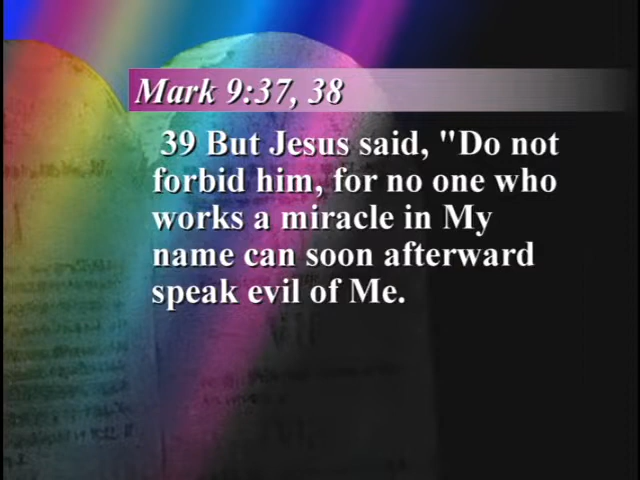 Mark 9:37, 38
39 But Jesus said, "Do not
forbid him, for no one who
works a miracle in My
name can soon afterward
speak evil of Me.